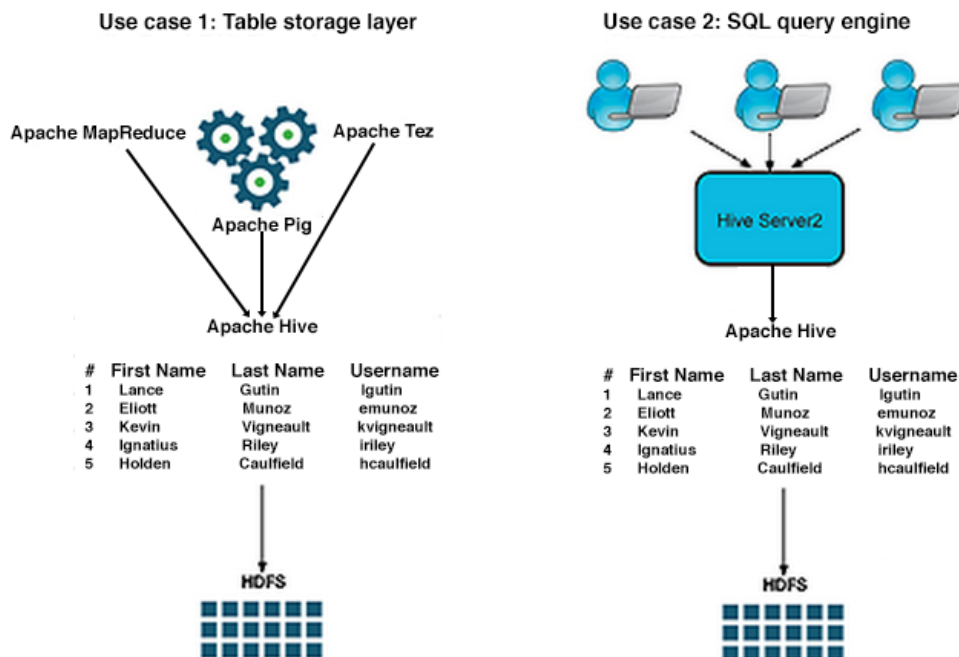 Use case 1: Table storage layer
Apache MapReduce
Apache Tez
Apache Pig
Apache Hive
# First Name Last Name Username
1 Lance Gutin lgutin
2 Eliott Munoz emunoz
3 Kevin Vigneault kvigneault
4 Ignatius Riley iriley
5 Holden Caulfield hcaulfield
HDFS
Use case 2: SQL query engine
Hive Server2
Apache Hive
# First Name Last Name Username
1 Lance Gutin lgutin
2 Eliott Munoz emunoz
3 Kevin Vigneault kvigneault
4 Ignatius Riley iriley
5 Holden Caulfield hcaulfield
HDFS